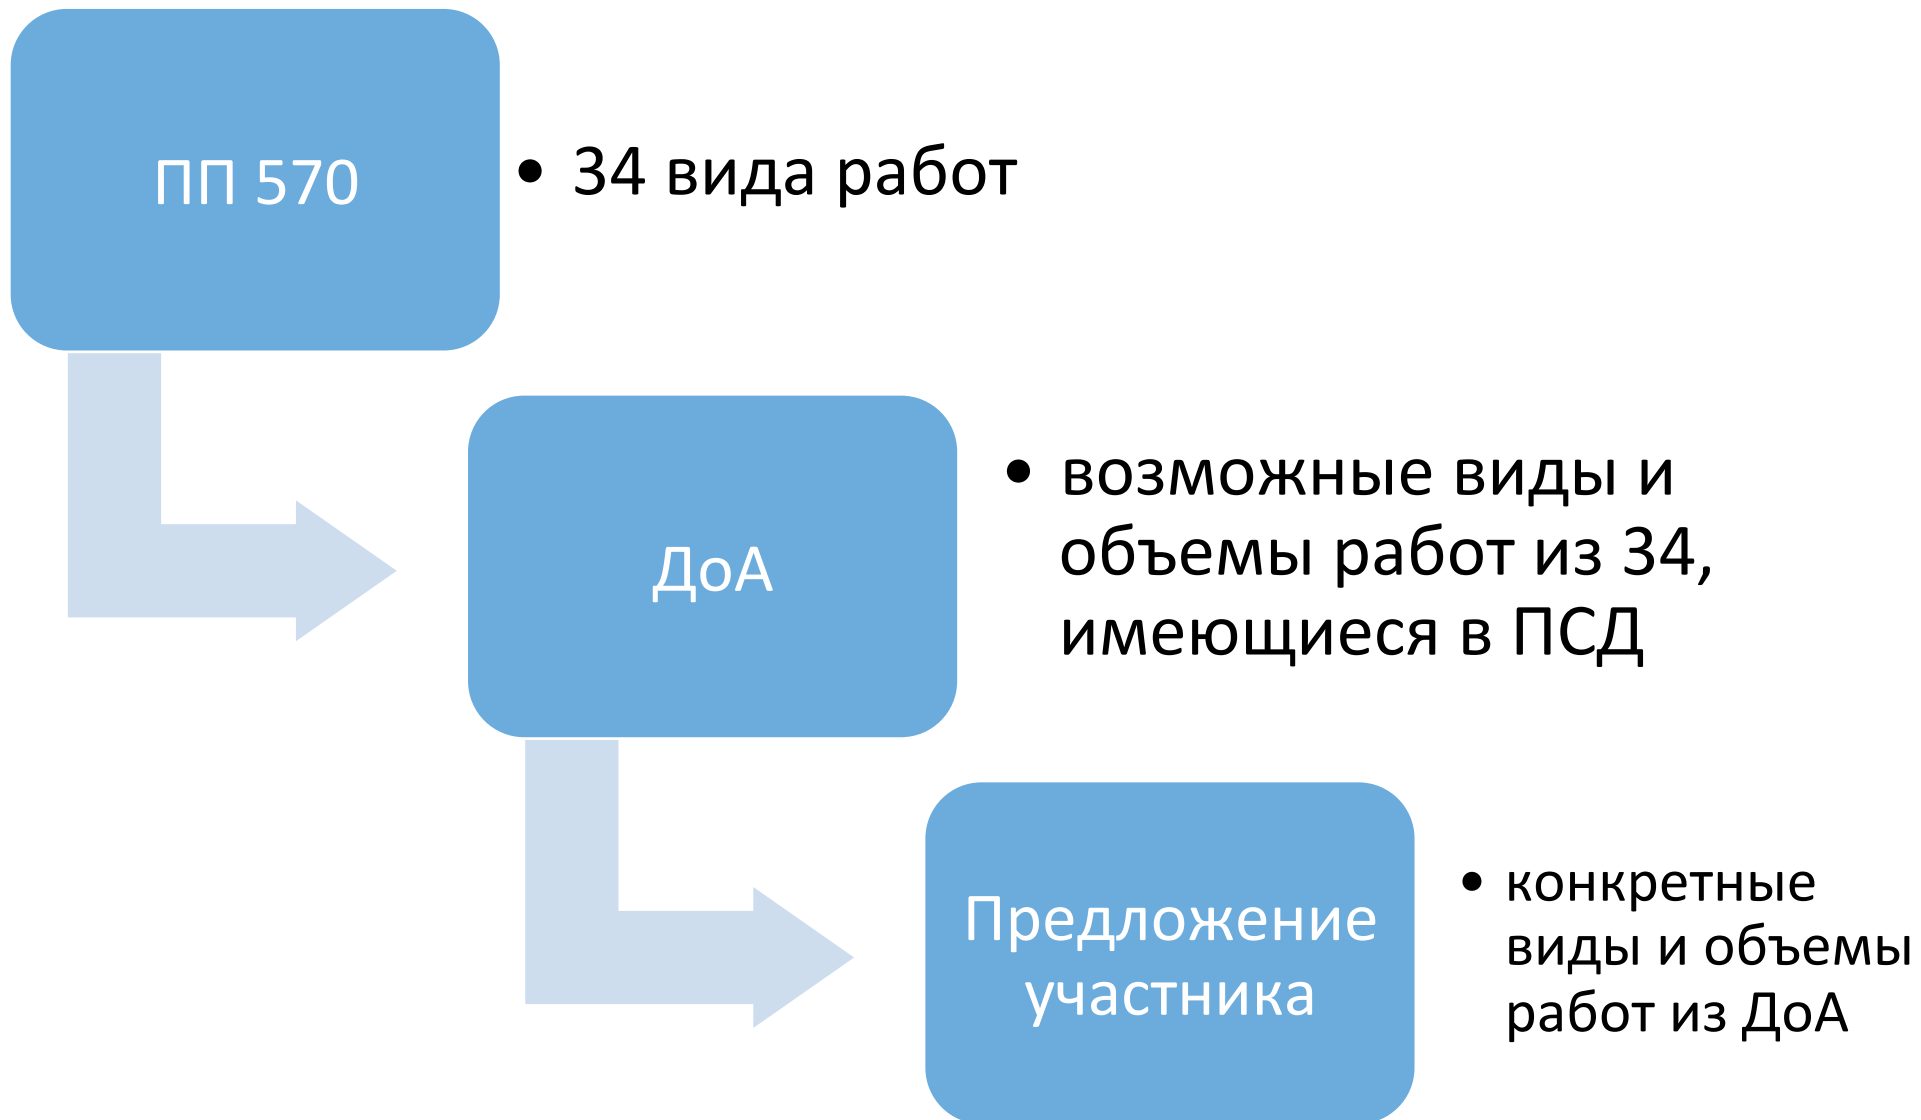 ПП 570
• 34 вида работ
ДоА
• возможные виды и
объемы работ из 34,
имеющиеся в ПСД
Предложение
участника
• конкретные
виды и объемы
работ из ДоА